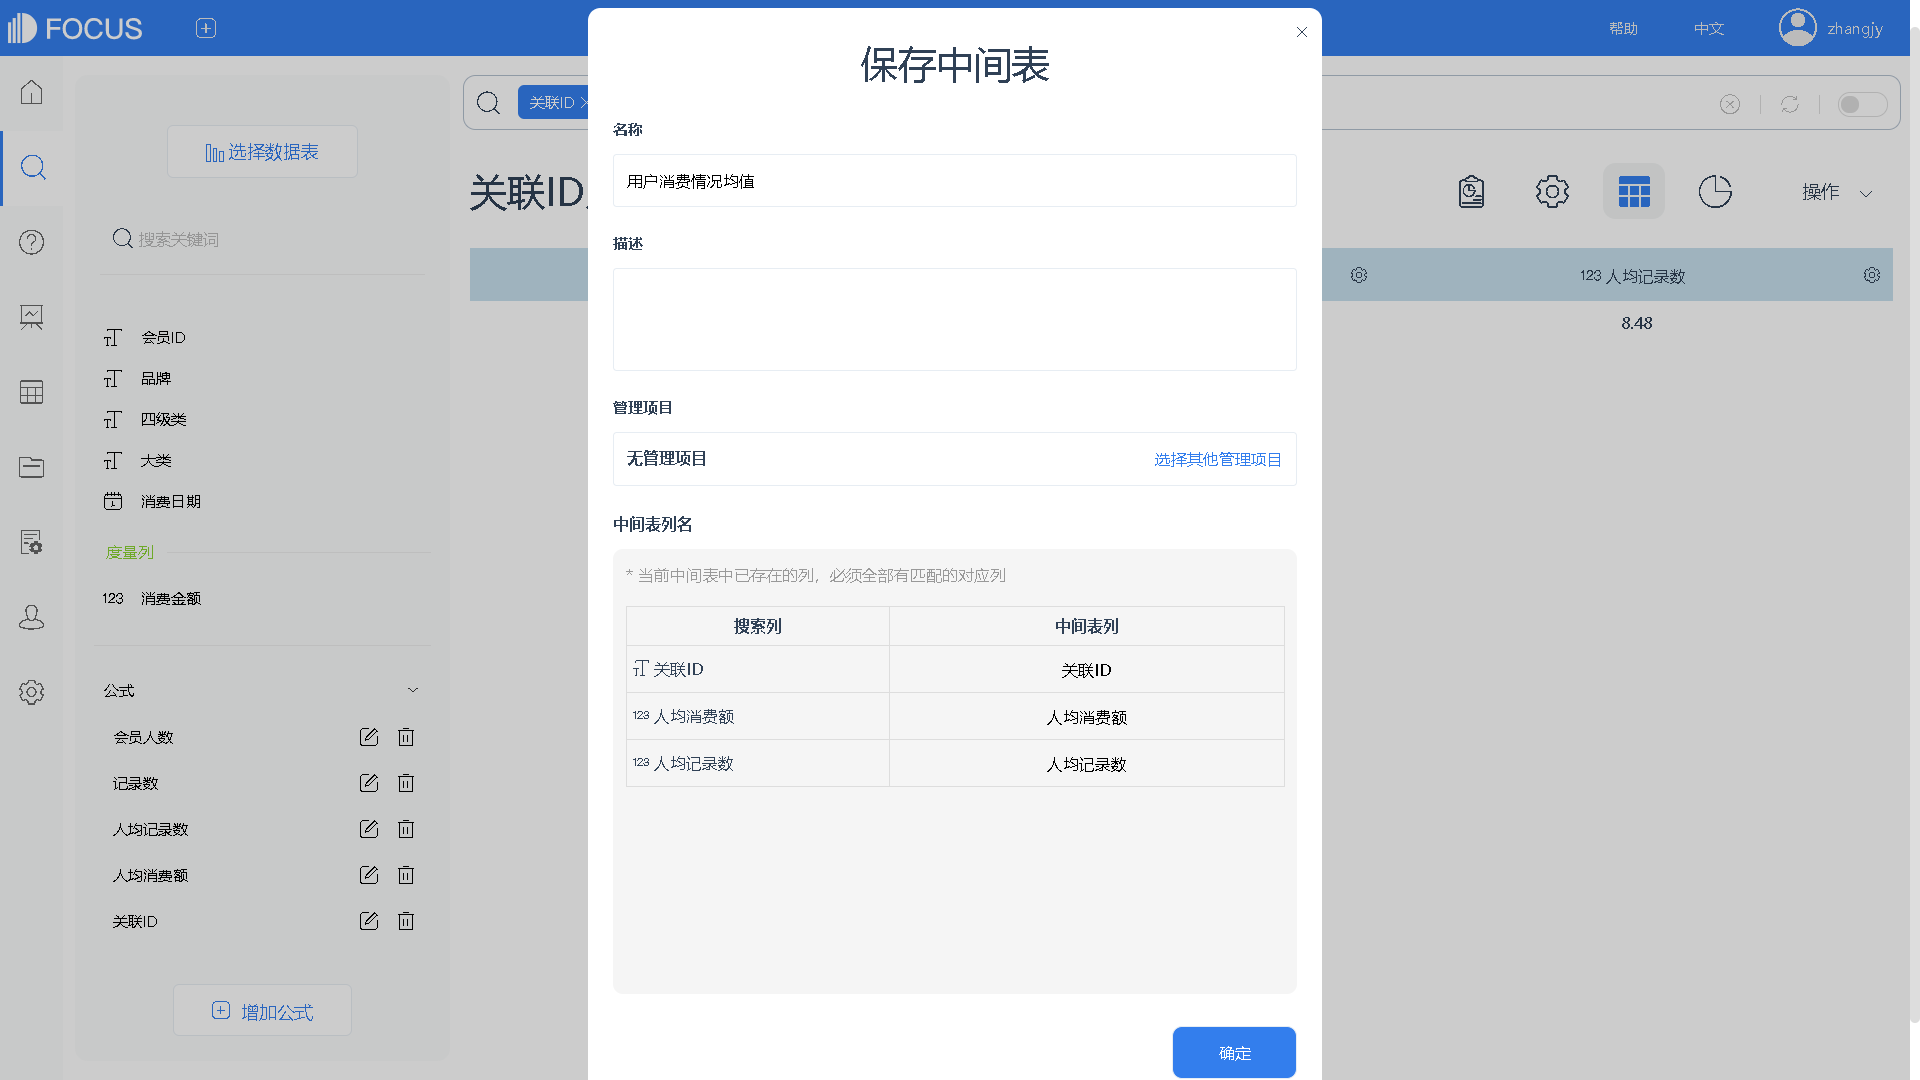 FOCUS
帮助
中文
zhangjy
选择数据表
搜索关键词
会员ID
品牌
四级类
大类
消费日期
度量列
123 消费金额
公式
会员人数
记录数
人均记录数
人均消费额
关联ID
增加公式
关联ID
关联ID
操作
123 人均记录数
8.48
保存中间表
名称
用户消费情况均值
描述
管理项目
无管理项目
选择其他管理项目
中间表列名
* 当前中间表中已存在的列，必须全部有匹配的对应列
搜索列 中间表列
关联ID 关联ID
123 人均消费额 人均消费额
123 人均记录数 人均记录数
确定